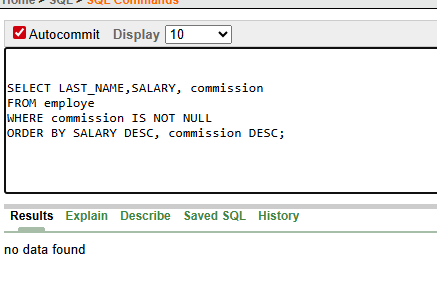 Home > SQL > SQL Commands
Autocommit Display 10
SELECT LAST_NAME,SALARY, commission
FROM employe
WHERE commission IS NOT NULL
ORDER BY SALARY DESC, commission DESC;
Results Explain Describe Saved SQL History
no data found